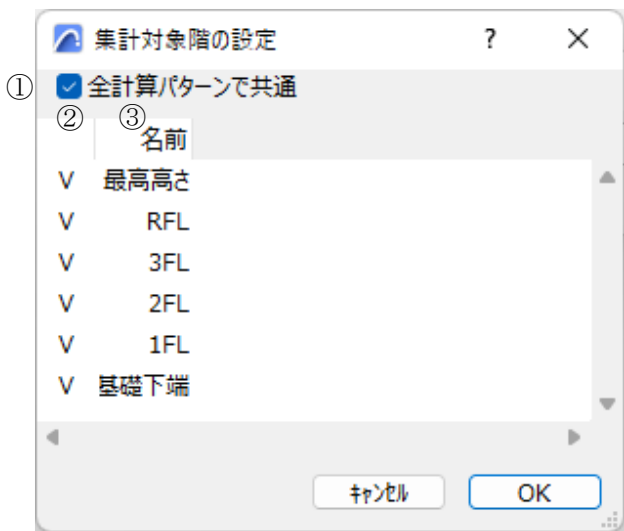 集計対象階の設定 ?
① 全計算パターンで共通
② ③
名前
V 最高高さ
V RFL
V 3FL
V 2FL
V 1FL
V 基礎下端
ｷｬﾝｾﾙ OK